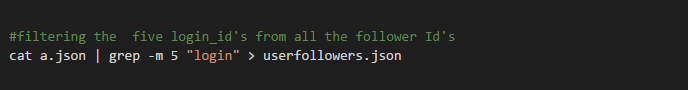 #filtering the  five login_id's from all the follower Id's
cat a.json | grep -m 5 "login" > userfollowers.json